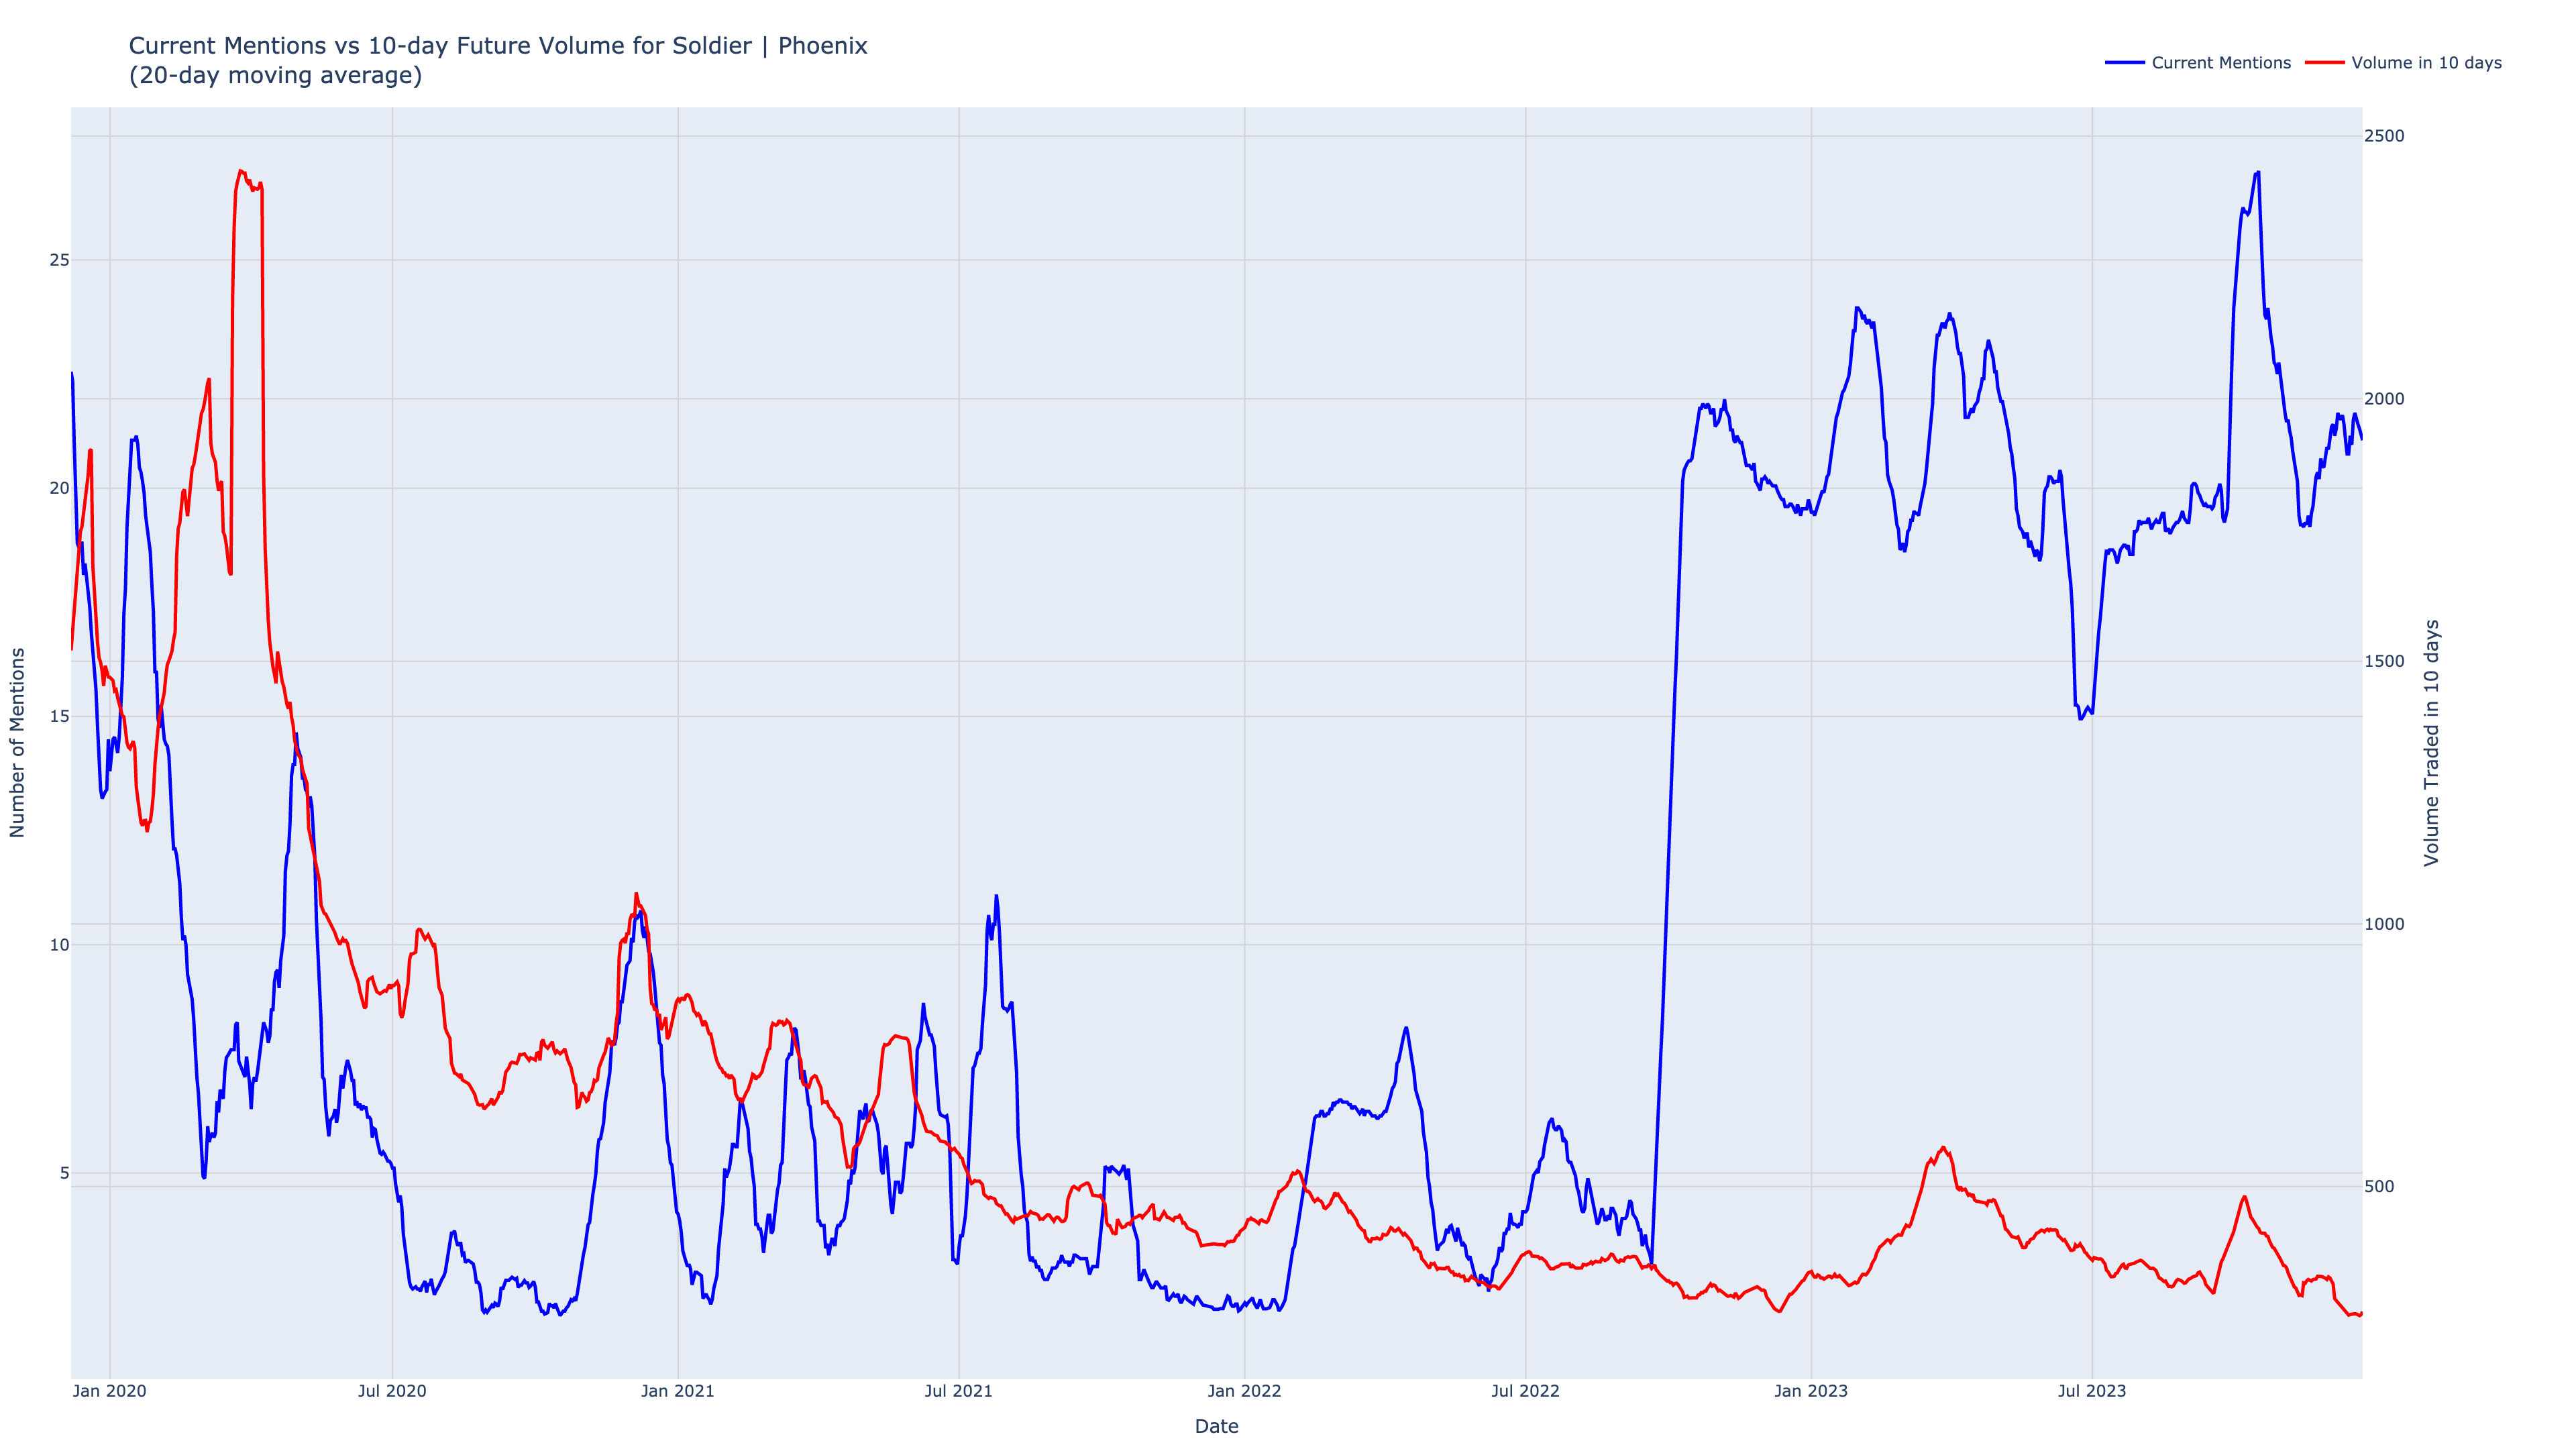 Current Mentions vs 10-day Future Volume for Soldier | Phoenix
(20-day moving average)
Current Mentions
Volume in 10 days
25
20
15
10
5
Number of Mentions
2500
2000
1500
1000
500
Volume Traded in 10 days
Jan 2020
Jul 2020
Jan 2021
Jul 2021
Jan 2022
Jul 2022
Jan 2023
Jul 2023
Date